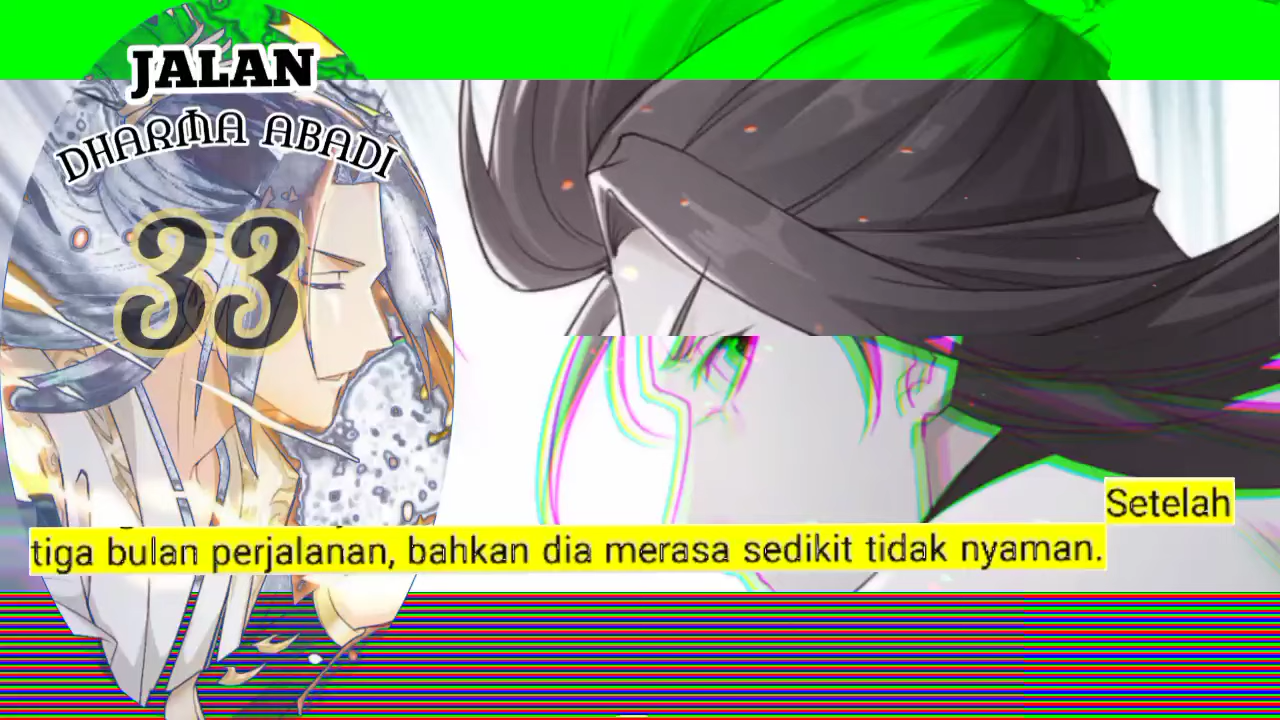 JALAN
DHARMA ABADI
33
Setelah
tiga bulan perjalanan, bahkan dia merasa sedikit tidak nyaman.